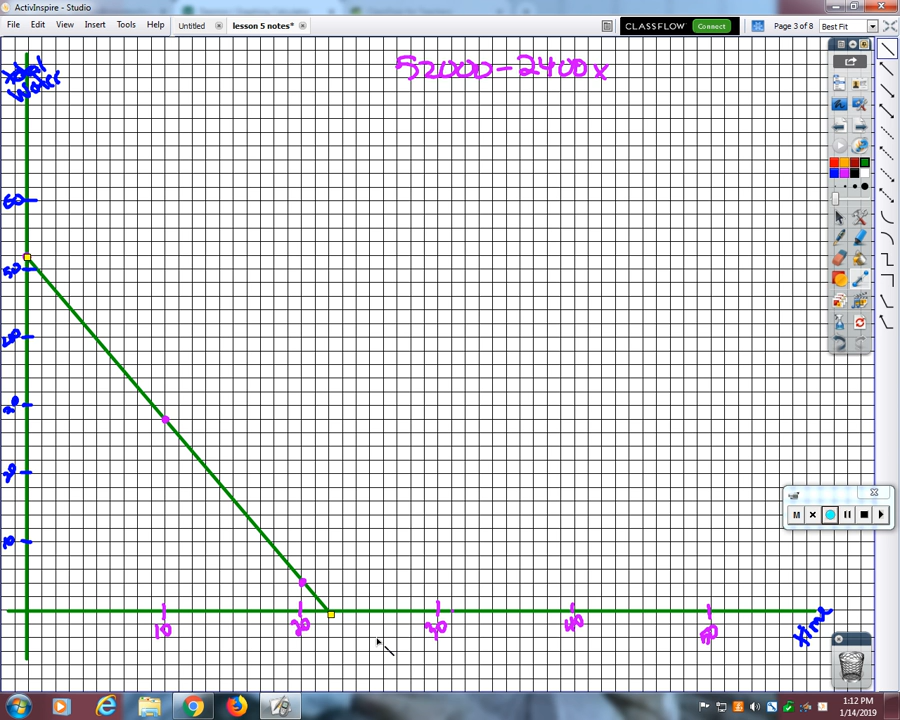 ActivInspire - Studio
File Edit View Insert Tools Help Untitled lesson 5 notes* CLASSFLOW Connect Page 3 of 8 Best Fit
52000-2400x
total
water
60
50
40
30
20
10
M
10 20 30 40 50 time
1:12 PM
1/14/2019